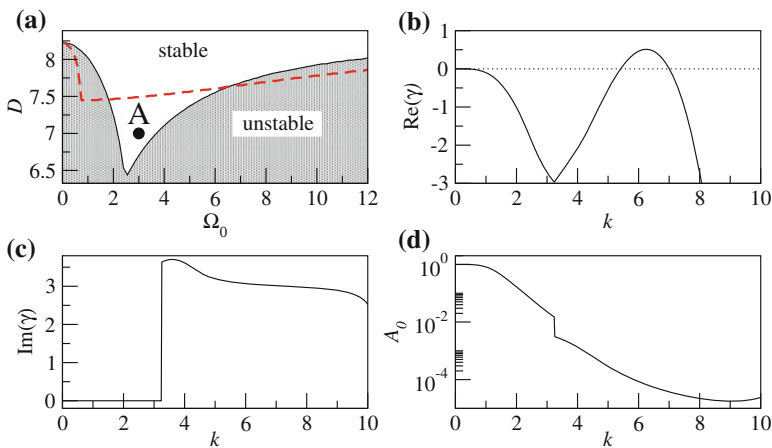 (a)
8
7.5
7
6.5
D
stable
A
unstable
0 2 4 6 8 10 12
Ω₀
(b)
1
0
-1
-2
-3
Re(γ)
0 2 4 6 8 10
k
(c)
3
2
1
0
Im(γ)
0 2 4 6 8 10
k
(d)
10⁰
10⁻²
10⁻⁴
A₀
0 2 4 6 8 10
k